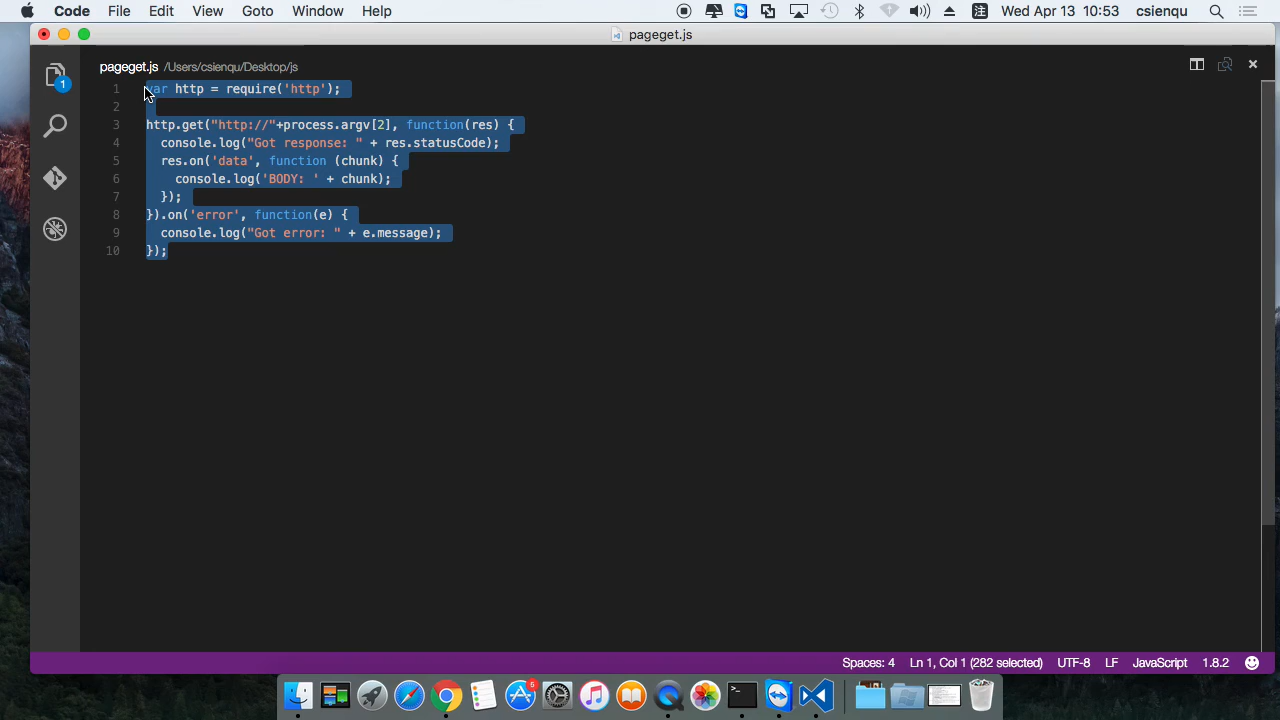 Code File Edit View Goto Window Help 注 Wed Apr 13 10:53 csienqu
pageget.js
pageget.js /Users/csienqu/Desktop/js
1
1 var http = require('http');
2
3 http.get("http://"+process.argv[2], function(res) {
4 console.log("Got response: " + res.statusCode);
5 res.on('data', function (chunk) {
6 console.log('BODY: ' + chunk);
7 });
8 }).on('error', function(e) {
9 console.log("Got error: " + e.message);
10 });
Spaces: 4 Ln 1, Col 1 (282 selected) UTF-8 LF JavaScript 1.8.2
6